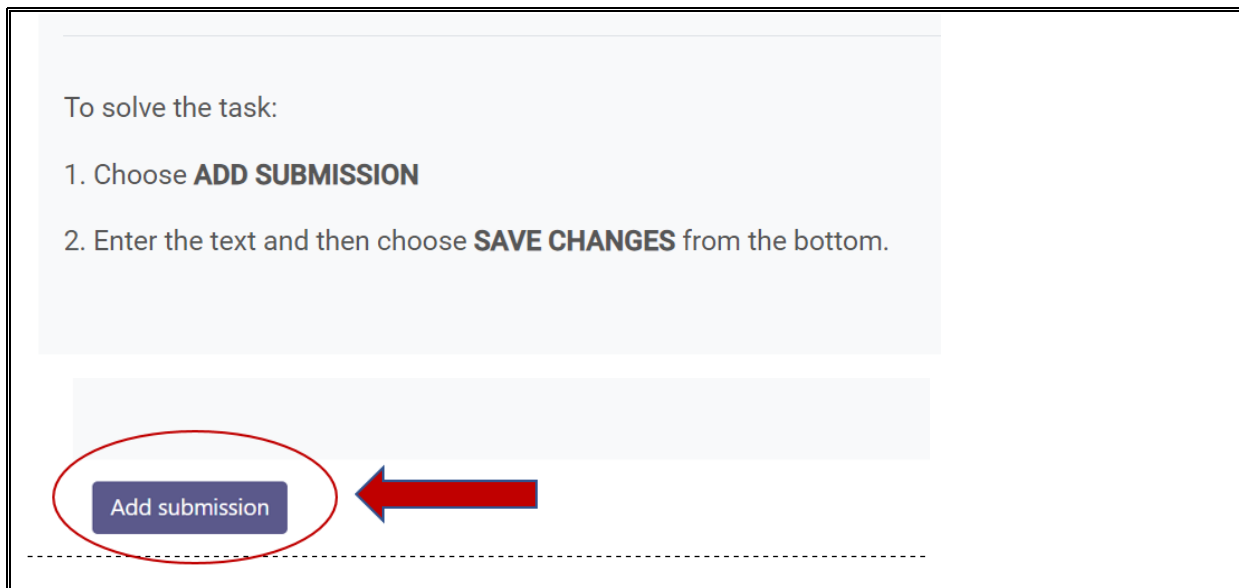 To solve the task:
1. Choose ADD SUBMISSION
2. Enter the text and then choose SAVE CHANGES from the bottom.
Add submission